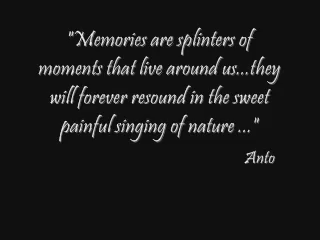 "Memories are splinters of
moments that live around us...they
will forever resound in the sweet
painful singing of nature ..."
Anto